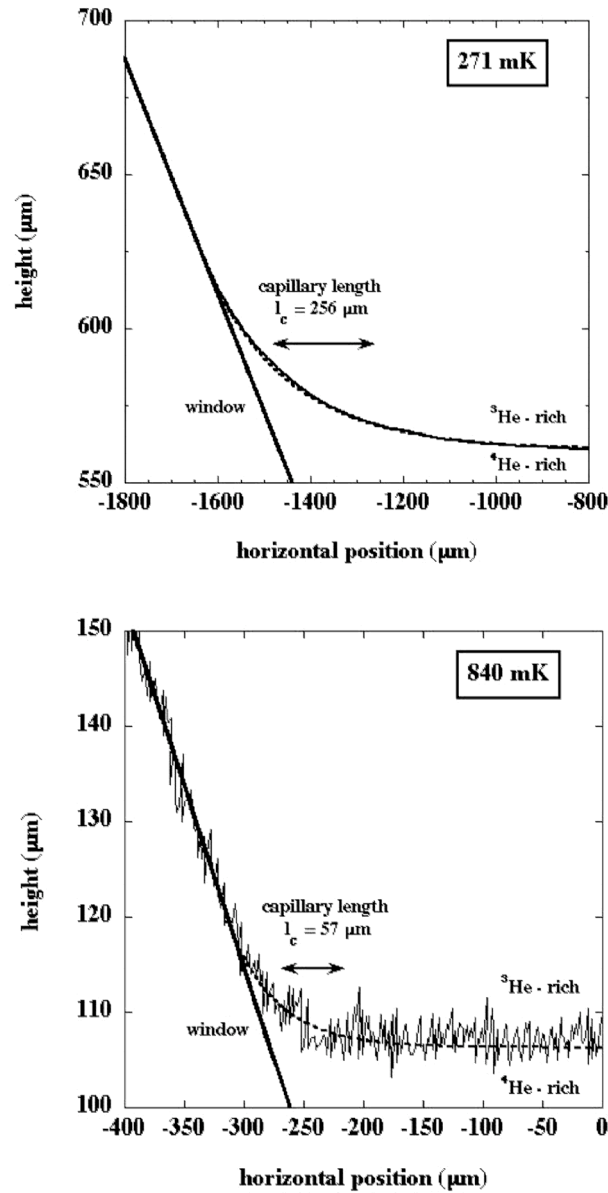 700
271 mK
650
height (μm)
capillary length
l_c = 256 μm
600
window
³He - rich
⁴He - rich
550
-1800 -1600 -1400 -1200 -1000 -800
horizontal position (μm)
150
840 mK
140
130
height (μm)
120
capillary length
l_c = 57 μm
110
³He - rich
window
⁴He - rich
100
-400 -350 -300 -250 -200 -150 -100 -50 0
horizontal position (μm)